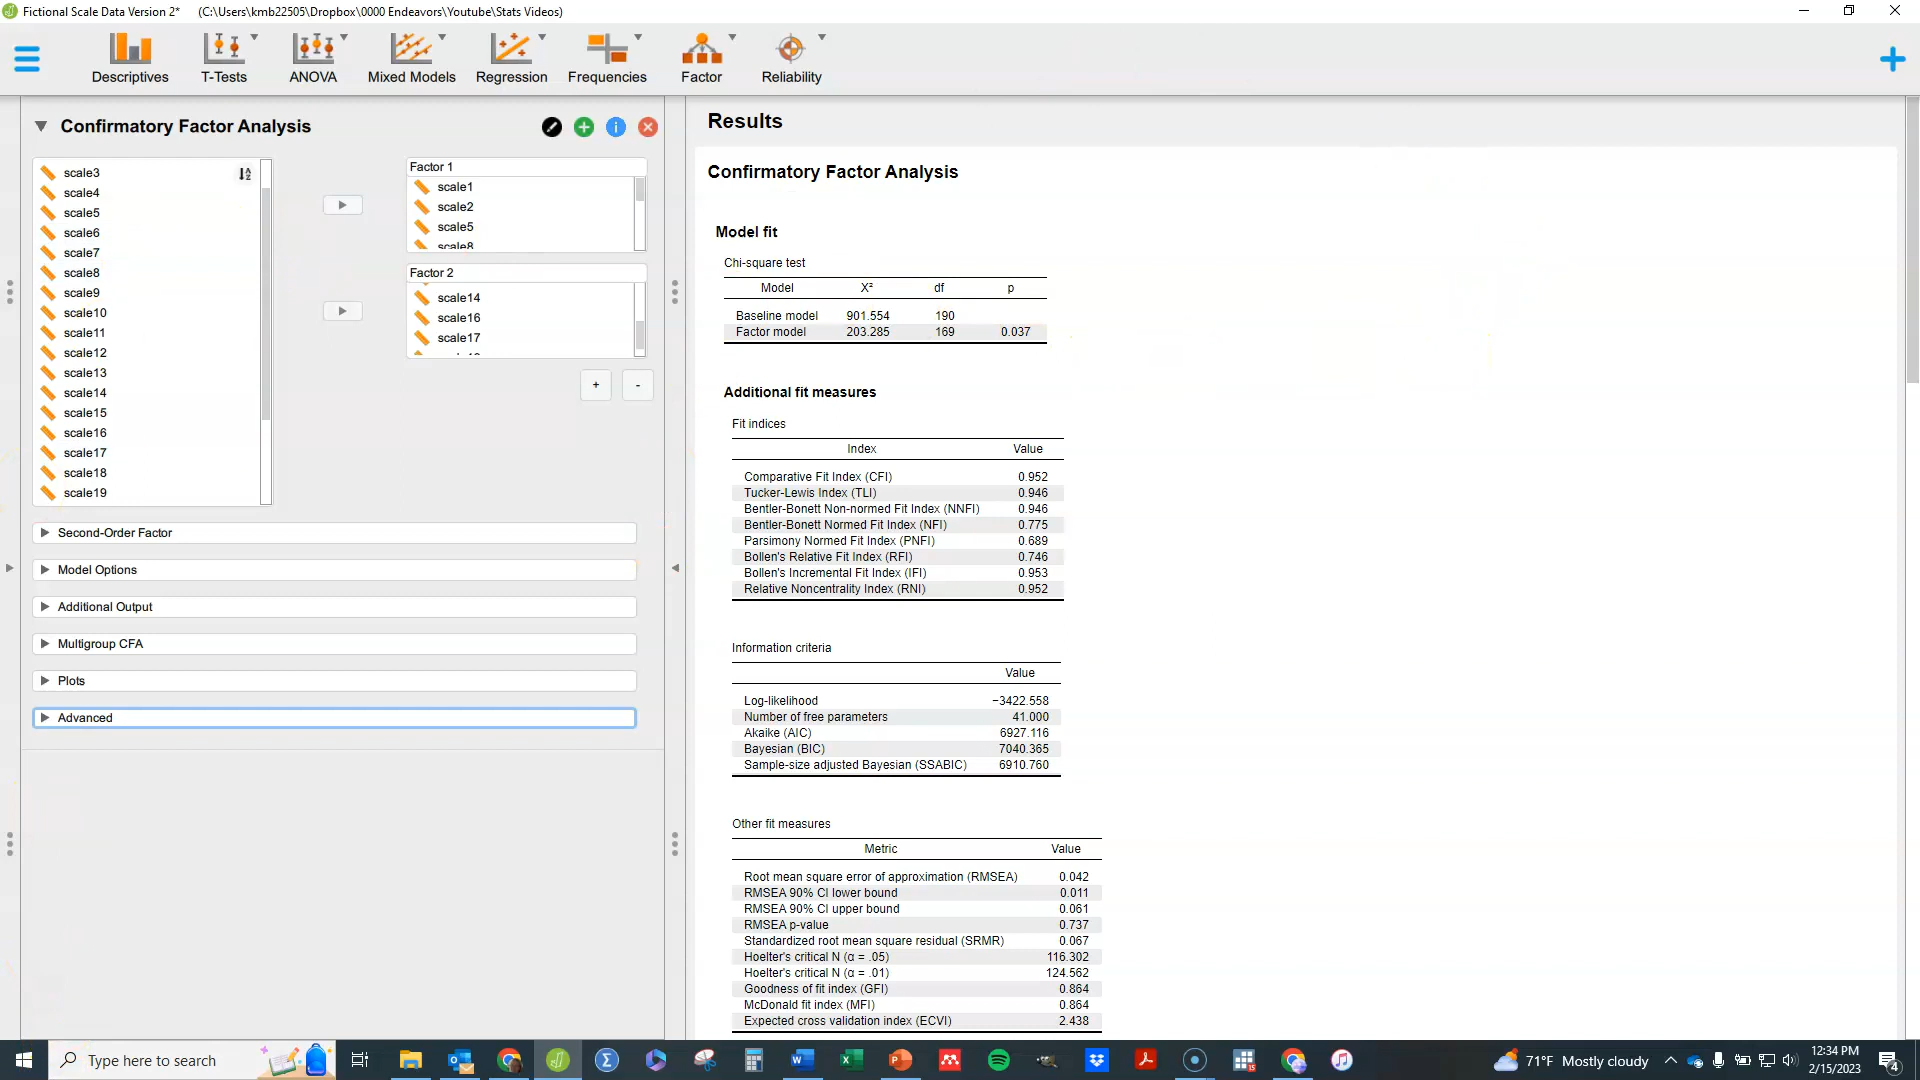 Fictional Scale Data Version 2* (C:\Users\kmb22505\Dropbox\0000 Endeavors\Youtube\Stats Videos)
Descriptives T-Tests ANOVA Mixed Models Regression Frequencies Factor Reliability
Confirmatory Factor Analysis
scale3
scale4
scale5
scale6
scale7
scale8
scale9
scale10
scale11
scale12
scale13
scale14
scale15
scale16
scale17
scale18
scale19
Factor 1
scale1
scale2
scale5
scale8
Factor 2
scale14
scale16
scale17
+ -
Second-Order Factor
Model Options
Additional Output
Multigroup CFA
Plots
Advanced
Results
Confirmatory Factor Analysis
Model fit
Chi-square test
Model X² df p
Baseline model 901.554 190
Factor model 203.285 169 0.037
Additional fit measures
Fit indices
Index Value
Comparative Fit Index (CFI) 0.952
Tucker-Lewis Index (TLI) 0.946
Bentler-Bonett Non-normed Fit Index (NNFI) 0.946
Bentler-Bonett Normed Fit Index (NFI) 0.775
Parsimony Normed Fit Index (PNFI) 0.689
Bollen's Relative Fit Index (RFI) 0.746
Bollen's Incremental Fit Index (IFI) 0.953
Relative Noncentrality Index (RNI) 0.952
Information criteria
Value
Log-likelihood −3422.558
Number of free parameters 41.000
Akaike (AIC) 6927.116
Bayesian (BIC) 7040.365
Sample-size adjusted Bayesian (SSABIC) 6910.760
Other fit measures
Metric Value
Root mean square error of approximation (RMSEA) 0.042
RMSEA 90% CI lower bound 0.011
RMSEA 90% CI upper bound 0.061
RMSEA p-value 0.737
Standardized root mean square residual (SRMR) 0.067
Hoelter's critical N (α = .05) 116.302
Hoelter's critical N (α = .01) 124.562
Goodness of fit index (GFI) 0.864
McDonald fit index (MFI) 0.864
Expected cross validation index (ECVI) 2.438
Type here to search
71°F Mostly cloudy
12:34 PM
2/15/2023
4